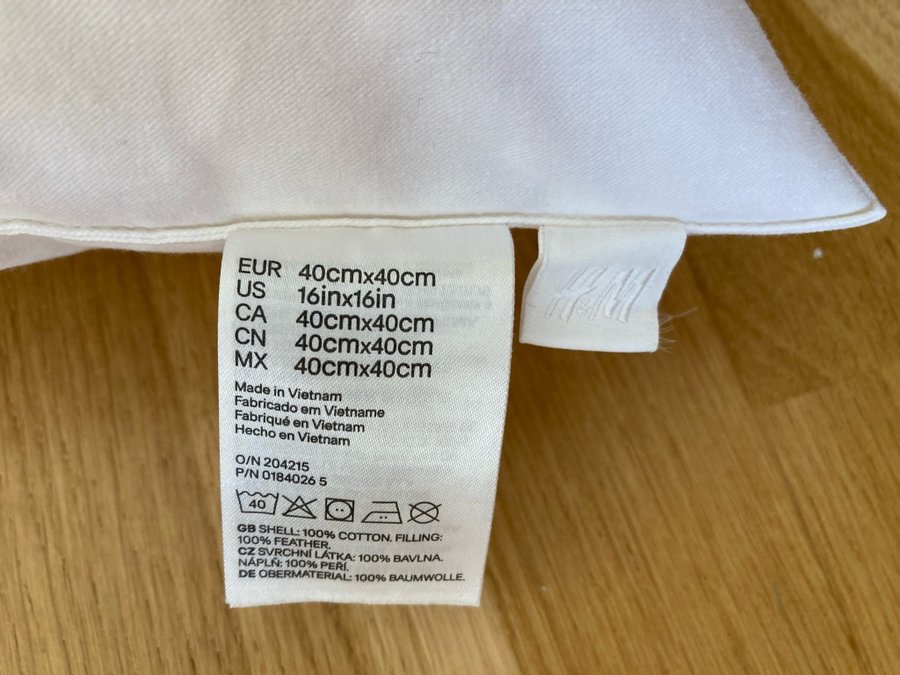 EUR 40cmx40cm
US 16inx16in
CA 40cmx40cm
CN 40cmx40cm
MX 40cmx40cm
Made in Vietnam
Fabricado em Vietname
Fabriqué en Vietnam
Hecho en Vietnam
O/N 204215
P/N 0184026 5
40
GB SHELL: 100% COTTON. FILLING:
100% FEATHER.
CZ SVRCHNÍ LÁTKA: 100% BAVLNA.
NÁPLŇ: 100% PEŘÍ.
DE OBERMATERIAL: 100% BAUMWOLLE.
H&M